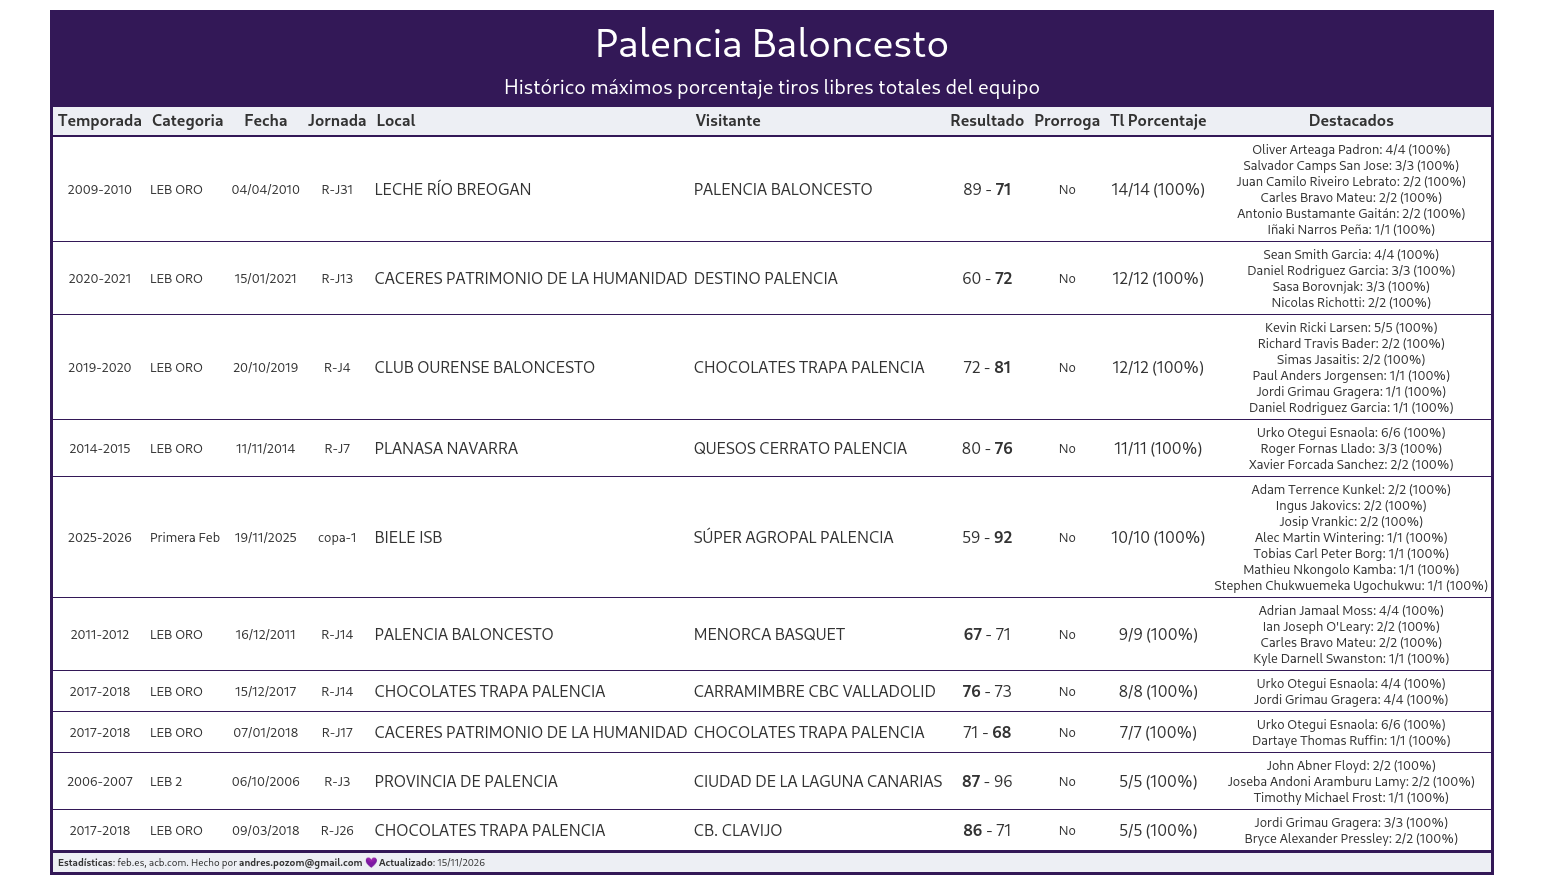 Palencia Baloncesto
Histórico máximos porcentaje tiros libres totales del equipo
Temporada Categoria Fecha Jornada Local Visitante Resultado Prorroga Tl Porcentaje Destacados
2009-2010 LEB ORO 04/04/2010 R-J31 LECHE RÍO BREOGAN PALENCIA BALONCESTO 89 - 71 No 14/14 (100%)
Oliver Arteaga Padron: 4/4 (100%)
Salvador Camps San Jose: 3/3 (100%)
Juan Camilo Riveiro Lebrato: 2/2 (100%)
Carles Bravo Mateu: 2/2 (100%)
Antonio Bustamante Gaitán: 2/2 (100%)
Iñaki Narros Peña: 1/1 (100%)
2020-2021 LEB ORO 15/01/2021 R-J13 CACERES PATRIMONIO DE LA HUMANIDAD DESTINO PALENCIA 60 - 72 No 12/12 (100%)
Sean Smith Garcia: 4/4 (100%)
Daniel Rodriguez Garcia: 3/3 (100%)
Sasa Borovnjak: 3/3 (100%)
Nicolas Richotti: 2/2 (100%)
2019-2020 LEB ORO 20/10/2019 R-J4 CLUB OURENSE BALONCESTO CHOCOLATES TRAPA PALENCIA 72 - 81 No 12/12 (100%)
Kevin Ricki Larsen: 5/5 (100%)
Richard Travis Bader: 2/2 (100%)
Simas Jasaitis: 2/2 (100%)
Paul Anders Jorgensen: 1/1 (100%)
Jordi Grimau Gragera: 1/1 (100%)
Daniel Rodriguez Garcia: 1/1 (100%)
2014-2015 LEB ORO 11/11/2014 R-J7 PLANASA NAVARRA QUESOS CERRATO PALENCIA 80 - 76 No 11/11 (100%)
Urko Otegui Esnaola: 6/6 (100%)
Roger Fornas Llado: 3/3 (100%)
Xavier Forcada Sanchez: 2/2 (100%)
2025-2026 Primera Feb 19/11/2025 copa-1 BIELE ISB SÚPER AGROPAL PALENCIA 59 - 92 No 10/10 (100%)
Adam Terrence Kunkel: 2/2 (100%)
Ingus Jakovics: 2/2 (100%)
Josip Vrankic: 2/2 (100%)
Alec Martin Wintering: 1/1 (100%)
Tobias Carl Peter Borg: 1/1 (100%)
Mathieu Nkongolo Kamba: 1/1 (100%)
Stephen Chukwuemeka Ugochukwu: 1/1 (100%)
2011-2012 LEB ORO 16/12/2011 R-J14 PALENCIA BALONCESTO MENORCA BASQUET 67 - 71 No 9/9 (100%)
Adrian Jamaal Moss: 4/4 (100%)
Ian Joseph O'Leary: 2/2 (100%)
Carles Bravo Mateu: 2/2 (100%)
Kyle Darnell Swanston: 1/1 (100%)
2017-2018 LEB ORO 15/12/2017 R-J14 CHOCOLATES TRAPA PALENCIA CARRAMIMBRE CBC VALLADOLID 76 - 73 No 8/8 (100%)
Urko Otegui Esnaola: 4/4 (100%)
Jordi Grimau Gragera: 4/4 (100%)
2017-2018 LEB ORO 07/01/2018 R-J17 CACERES PATRIMONIO DE LA HUMANIDAD CHOCOLATES TRAPA PALENCIA 71 - 68 No 7/7 (100%)
Urko Otegui Esnaola: 6/6 (100%)
Dartaye Thomas Ruffin: 1/1 (100%)
2006-2007 LEB 2 06/10/2006 R-J3 PROVINCIA DE PALENCIA CIUDAD DE LA LAGUNA CANARIAS 87 - 96 No 5/5 (100%)
John Abner Floyd: 2/2 (100%)
Joseba Andoni Aramburu Lamy: 2/2 (100%)
Timothy Michael Frost: 1/1 (100%)
2017-2018 LEB ORO 09/03/2018 R-J26 CHOCOLATES TRAPA PALENCIA CB. CLAVIJO 86 - 71 No 5/5 (100%)
Jordi Grimau Gragera: 3/3 (100%)
Bryce Alexander Pressley: 2/2 (100%)
Estadísticas: feb.es, acb.com. Hecho por andres.pozom@gmail.com 💜 Actualizado: 15/11/2026